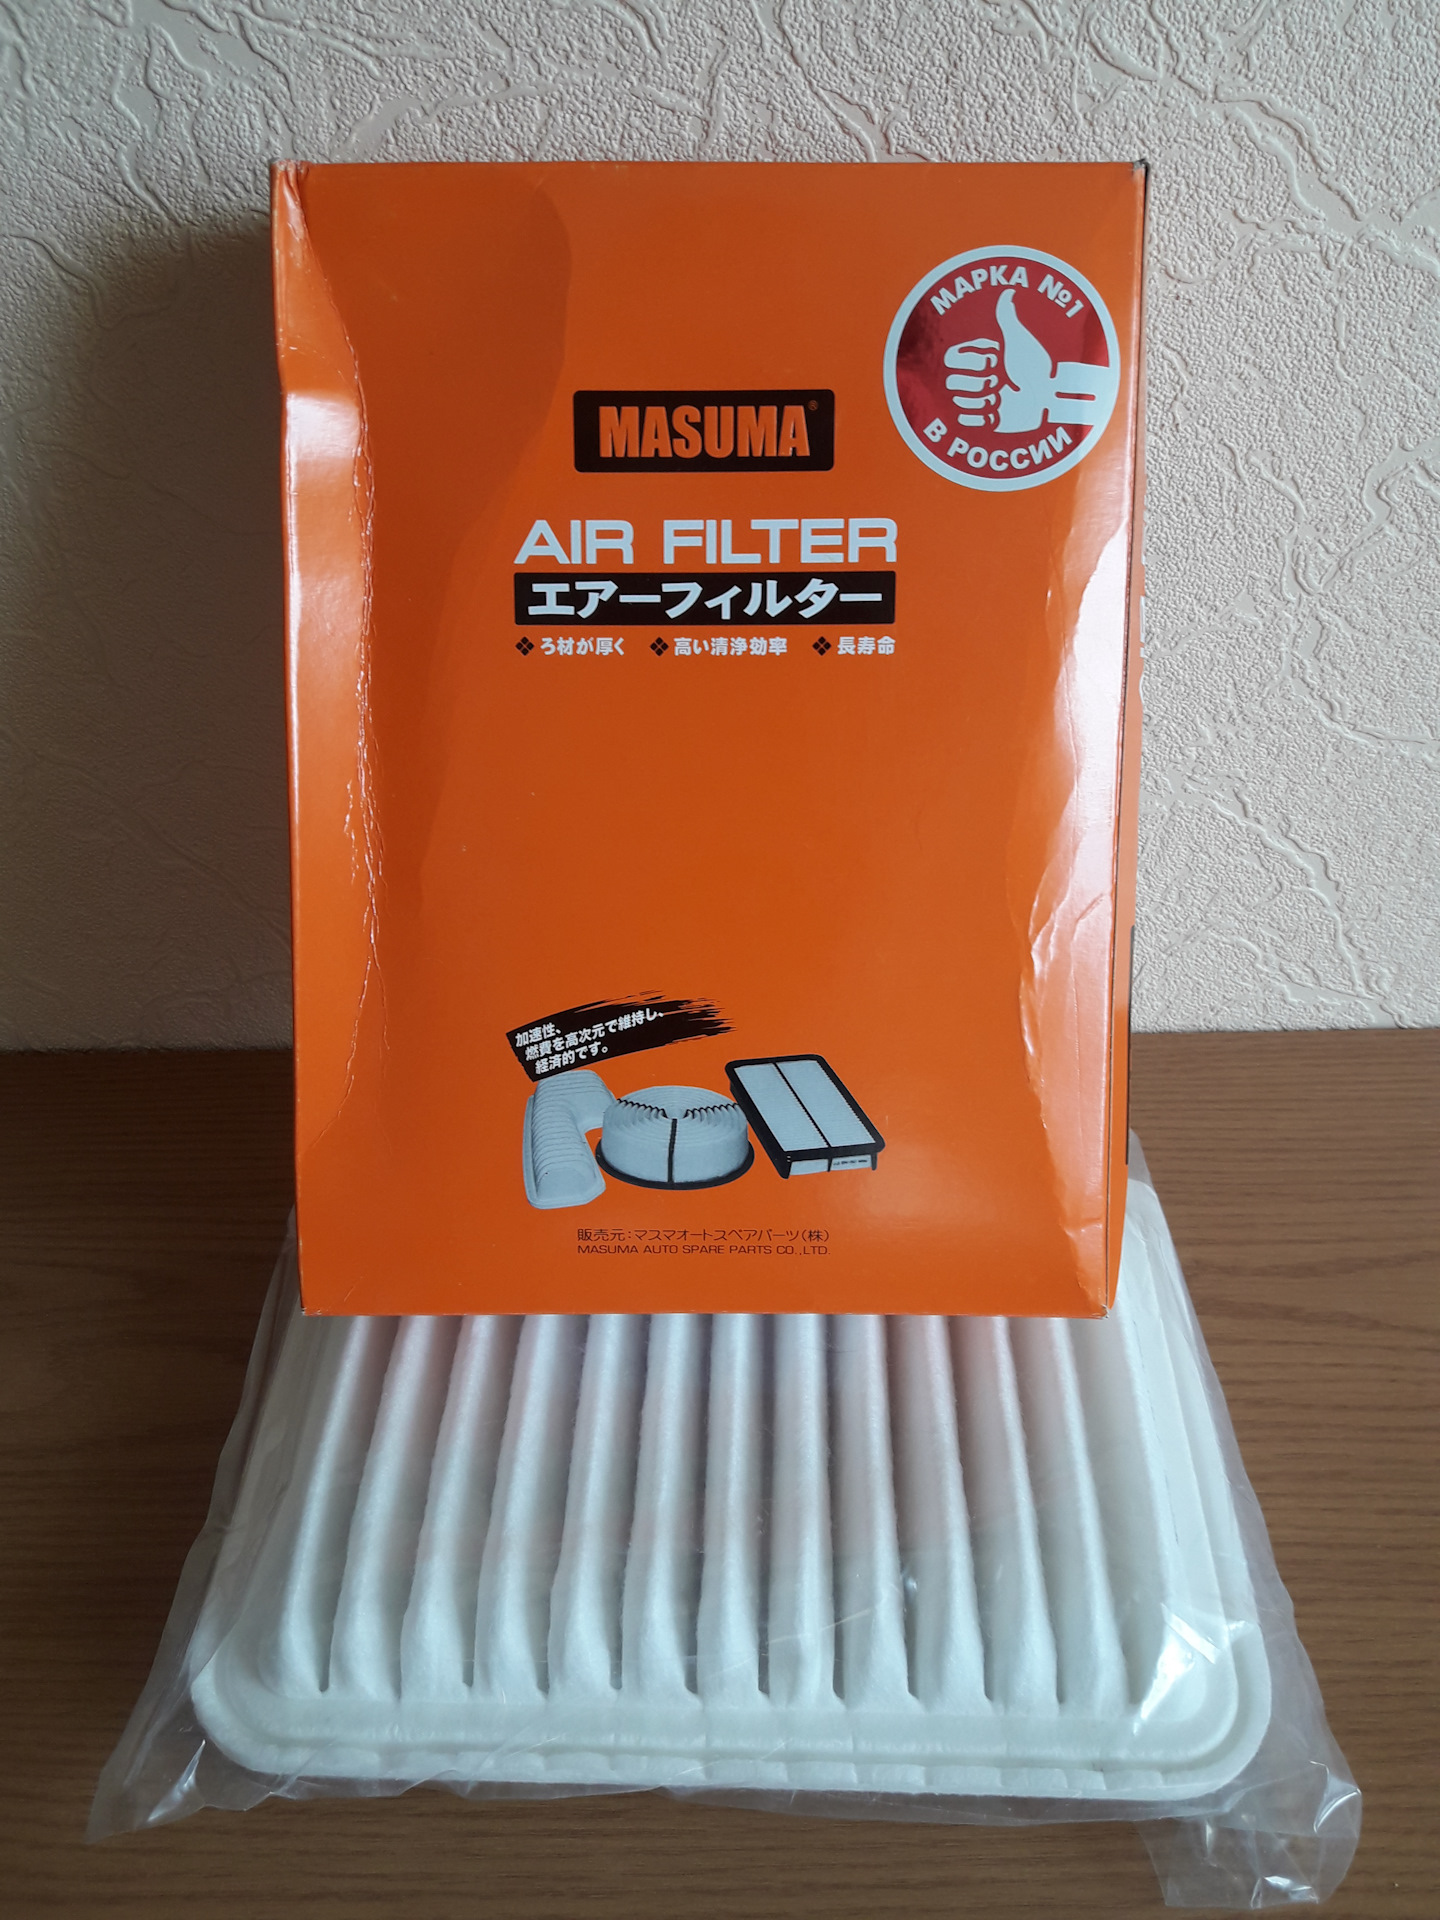 МАРКА №1
В РОССИИ
MASUMA®
AIR FILTER
エアーフィルター
❖ ろ材が厚く ❖ 高い清浄効率 ❖ 長寿命
加速性、
燃費を高次元で維持し、
経済的です。
販売元：マスマオートスペアパーツ（株）
MASUMA AUTO SPARE PARTS CO.,LTD.